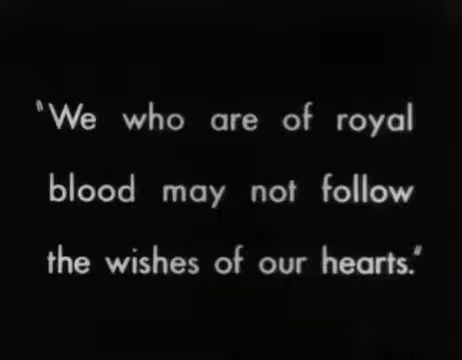 "We who are of royal
blood may not follow
the wishes of our hearts."